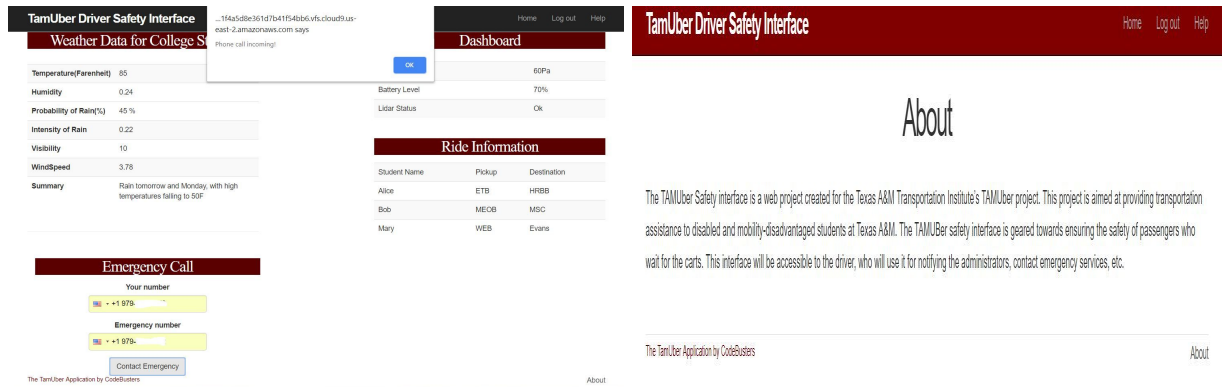 TamUber Driver Safety Interface
Home Log out Help
...1f4a5d8e361d7b41f54bb6.vfs.cloud9.us-
east-2.amazonaws.com says
Phone call incoming!
OK
Weather Data for College St
Temperature(Farenheit) 85
Humidity 0.24
Probability of Rain(%) 45 %
Intensity of Rain 0.22
Visibility 10
WindSpeed 3.78
Summary Rain tomorrow and Monday, with high
temperatures falling to 50F
Dashboard
60Pa
Battery Level 70%
Lidar Status Ok
Ride Information
Student Name Pickup Destination
Alice ETB HRBB
Bob MEOB MSC
Mary WEB Evans
Emergency Call
Your number
+1 979-
Emergency number
+1 979-
Contact Emergency
The TamUber Application by CodeBusters
About
TamUber Driver Safety Interface
Home Log out Help
About
The TAMUber Safety interface is a web project created for the Texas A&M Transportation Institute's TAMUber project. This project is aimed at providing transportation
assistance to disabled and mobility-disadvantaged students at Texas A&M. The TAMUBer safety interface is geared towards ensuring the safety of passengers who
wait for the carts. This interface will be accessible to the driver, who will use it for notifying the administrators, contact emergency services, etc.
The TamUber Application by CodeBusters
About